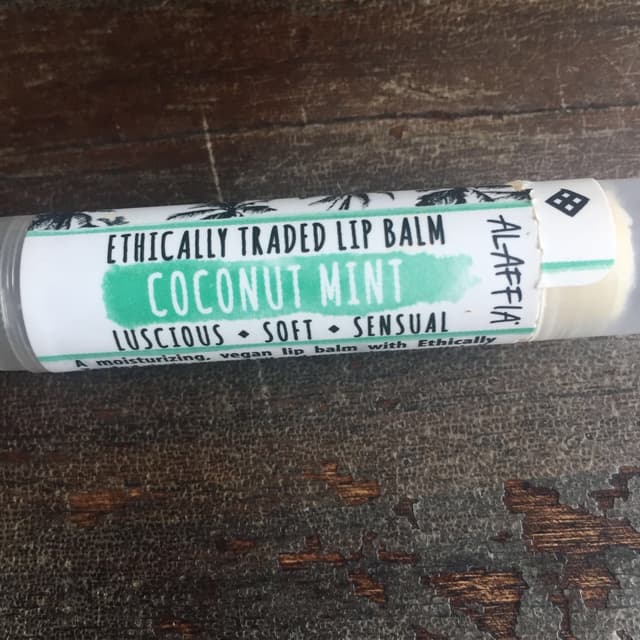 ETHICALLY TRADED LIP BALM
COCONUT MINT
LUSCIOUS • SOFT • SENSUAL
A moisturizing, vegan lip balm with Ethically
ALAFFIA